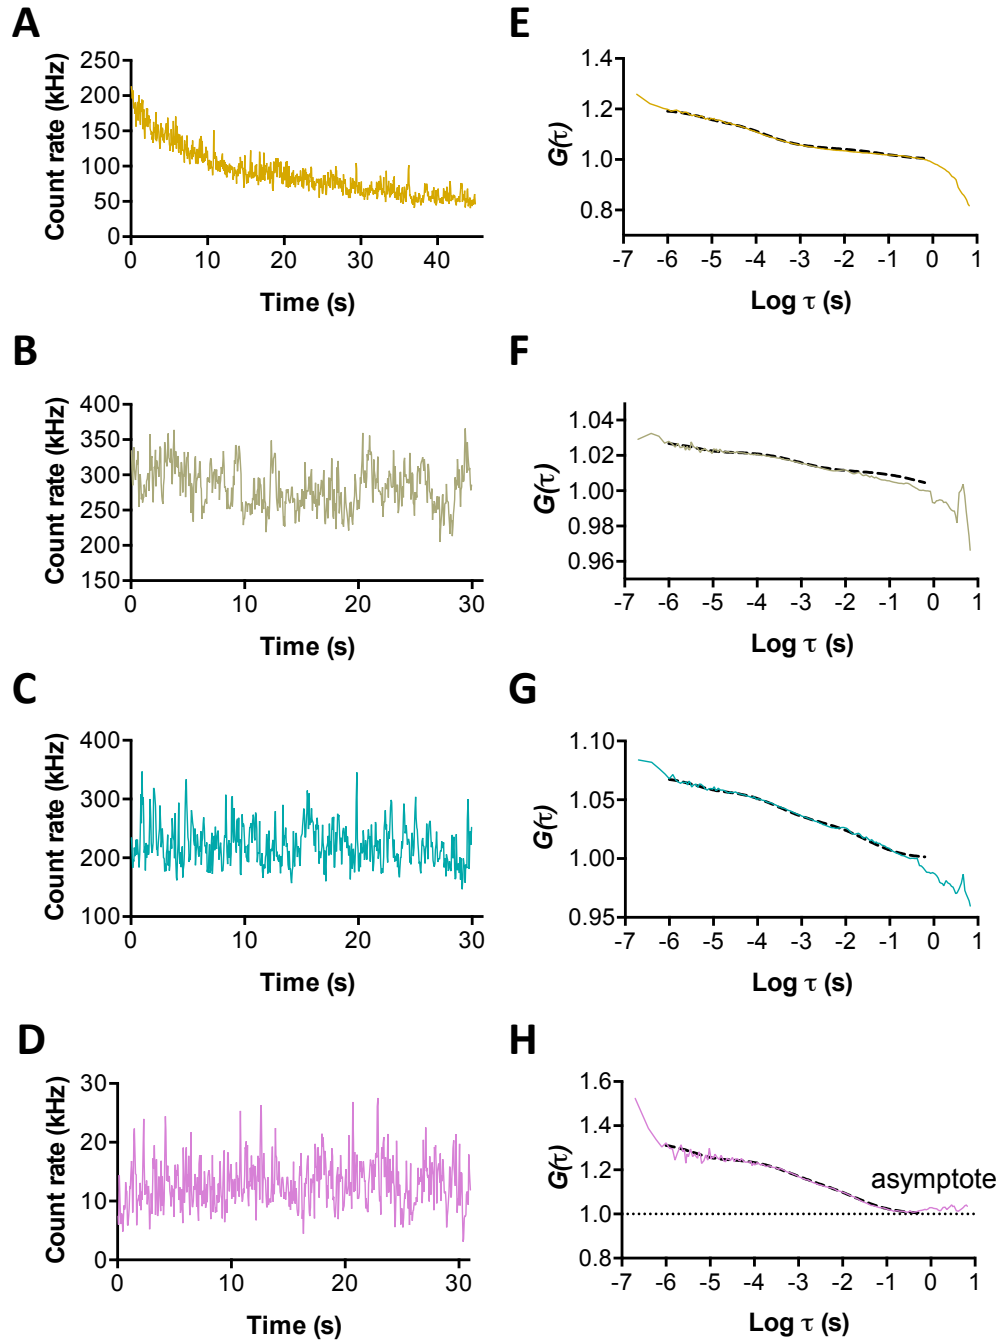 A
Count rate (kHz)
250
200
150
100
50
0
0 10 20 30 40
Time (s)
E
G(τ)
1.4
1.2
1.0
0.8
-7 -6 -5 -4 -3 -2 -1 0 1
Log τ (s)
B
Count rate (kHz)
400
350
300
250
200
150
0 10 20 30
Time (s)
F
G(τ)
1.04
1.02
1.00
0.98
0.96
-7 -6 -5 -4 -3 -2 -1 0 1
Log τ (s)
C
Count rate (kHz)
400
300
200
100
0 10 20 30
Time (s)
G
G(τ)
1.10
1.05
1.00
0.95
-7 -6 -5 -4 -3 -2 -1 0 1
Log τ (s)
D
Count rate (kHz)
30
20
10
0
0 10 20 30
Time (s)
H
G(τ)
1.6
1.4
1.2
1.0
0.8
asymptote
-7 -6 -5 -4 -3 -2 -1 0 1
Log τ (s)